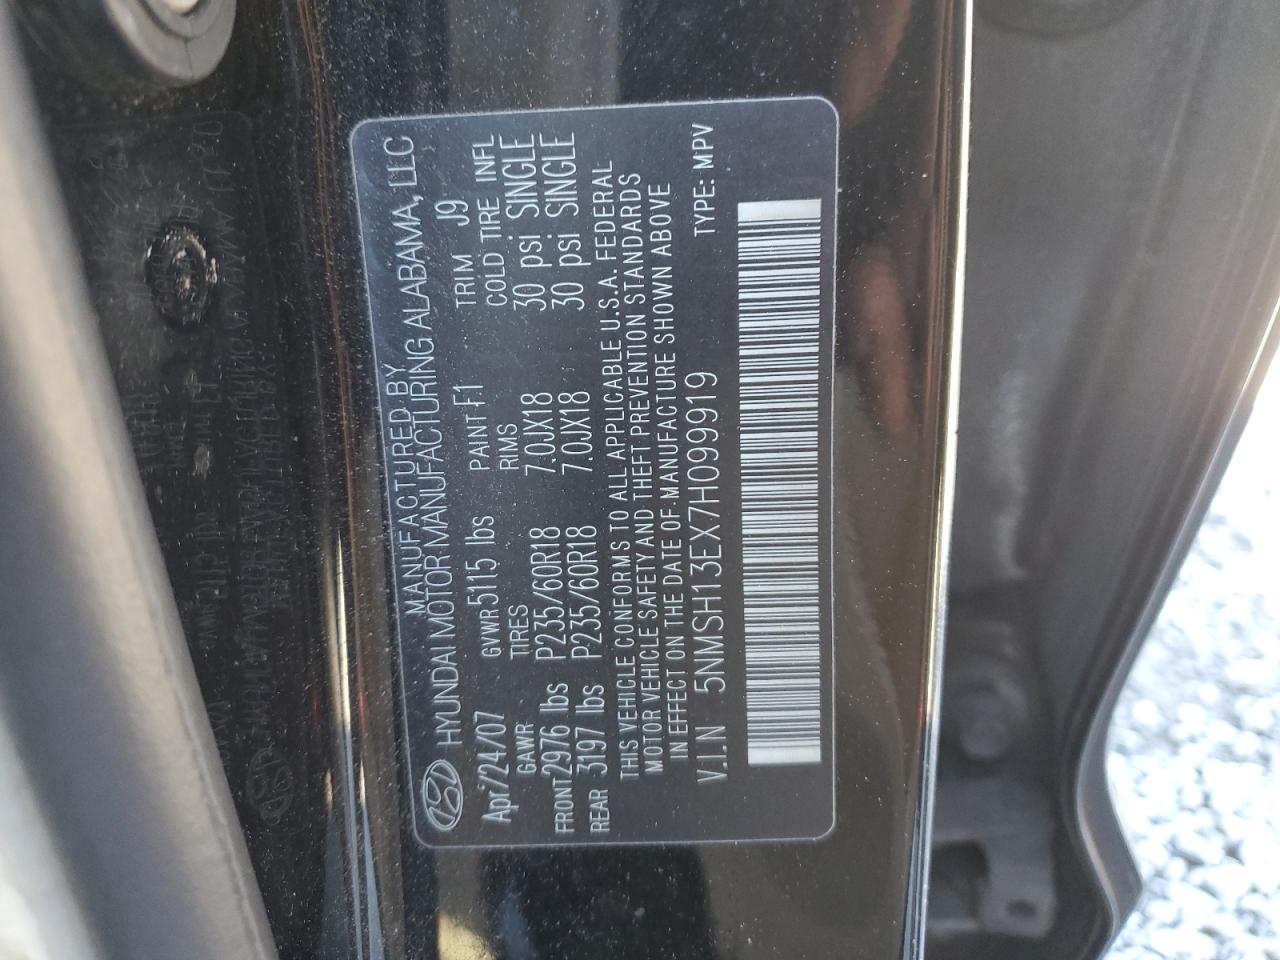 MANUFACTURED BY
HYUNDAI MOTOR MANUFACTURING ALABAMA, LLC
Apr/24/07 GVWR 5115 lbs PAINT F1 TRIM J9
GAWR TIRES RIMS COLD TIRE INFL
FRONT 2976 lbs P235/60R18 7.0JX18 30 psi SINGLE
REAR 3197 lbs P235/60R18 7.0JX18 30 psi SINGLE
THIS VEHICLE CONFORMS TO ALL APPLICABLE U.S.A. FEDERAL
MOTOR VEHICLE SAFETY AND THEFT PREVENTION STANDARDS
IN EFFECT ON THE DATE OF MANUFACTURE SHOWN ABOVE
V.I.N 5NMSH13EX7H099919 TYPE: MPV